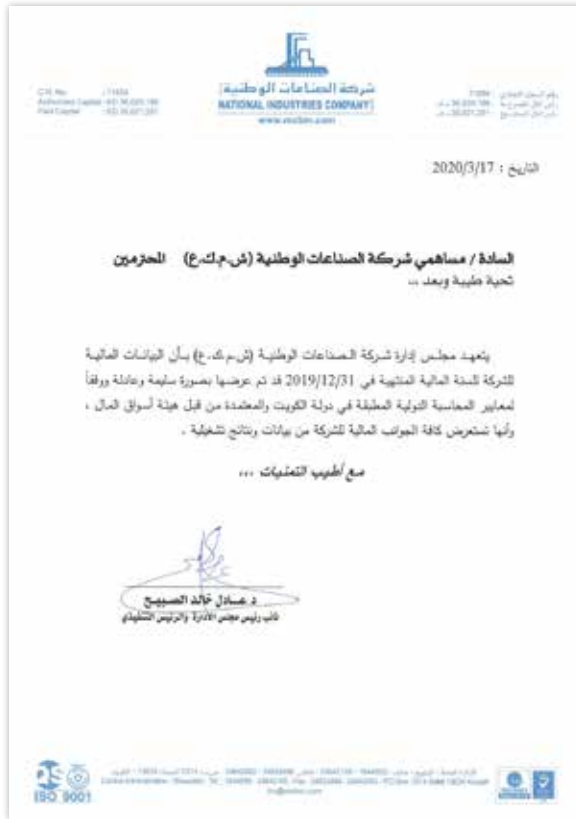 شركة الصناعات الوطنية
NATIONAL INDUSTRIES COMPANY
التاريخ : 2020/3/17
السادة / مساهمي شركة الصناعات الوطنية (ش.م.ك.ع) المحترمين
تحية طيبة وبعد ...
يتعهد مجلس إدارة شركة الصناعات الوطنية (ش.م.ك.ع) بأن البيانات المالية
للشركة للسنة المالية المنتهية في 2019/12/31 قد تم عرضها بصورة سليمة وعادلة ووفقاً
لمعايير المحاسبة الدولية المطبقة في دولة الكويت والمعتمدة من قبل هيئة أسواق المال ،
وأنها تستعرض كافة الجوانب المالية للشركة من بيانات ونتائج تشغيلية .
مع أطيب التمنيات ...
د. عادل خالد الصبيح
نائب رئيس مجلس الأدارة والرئيس التنفيذي
ISO 9001